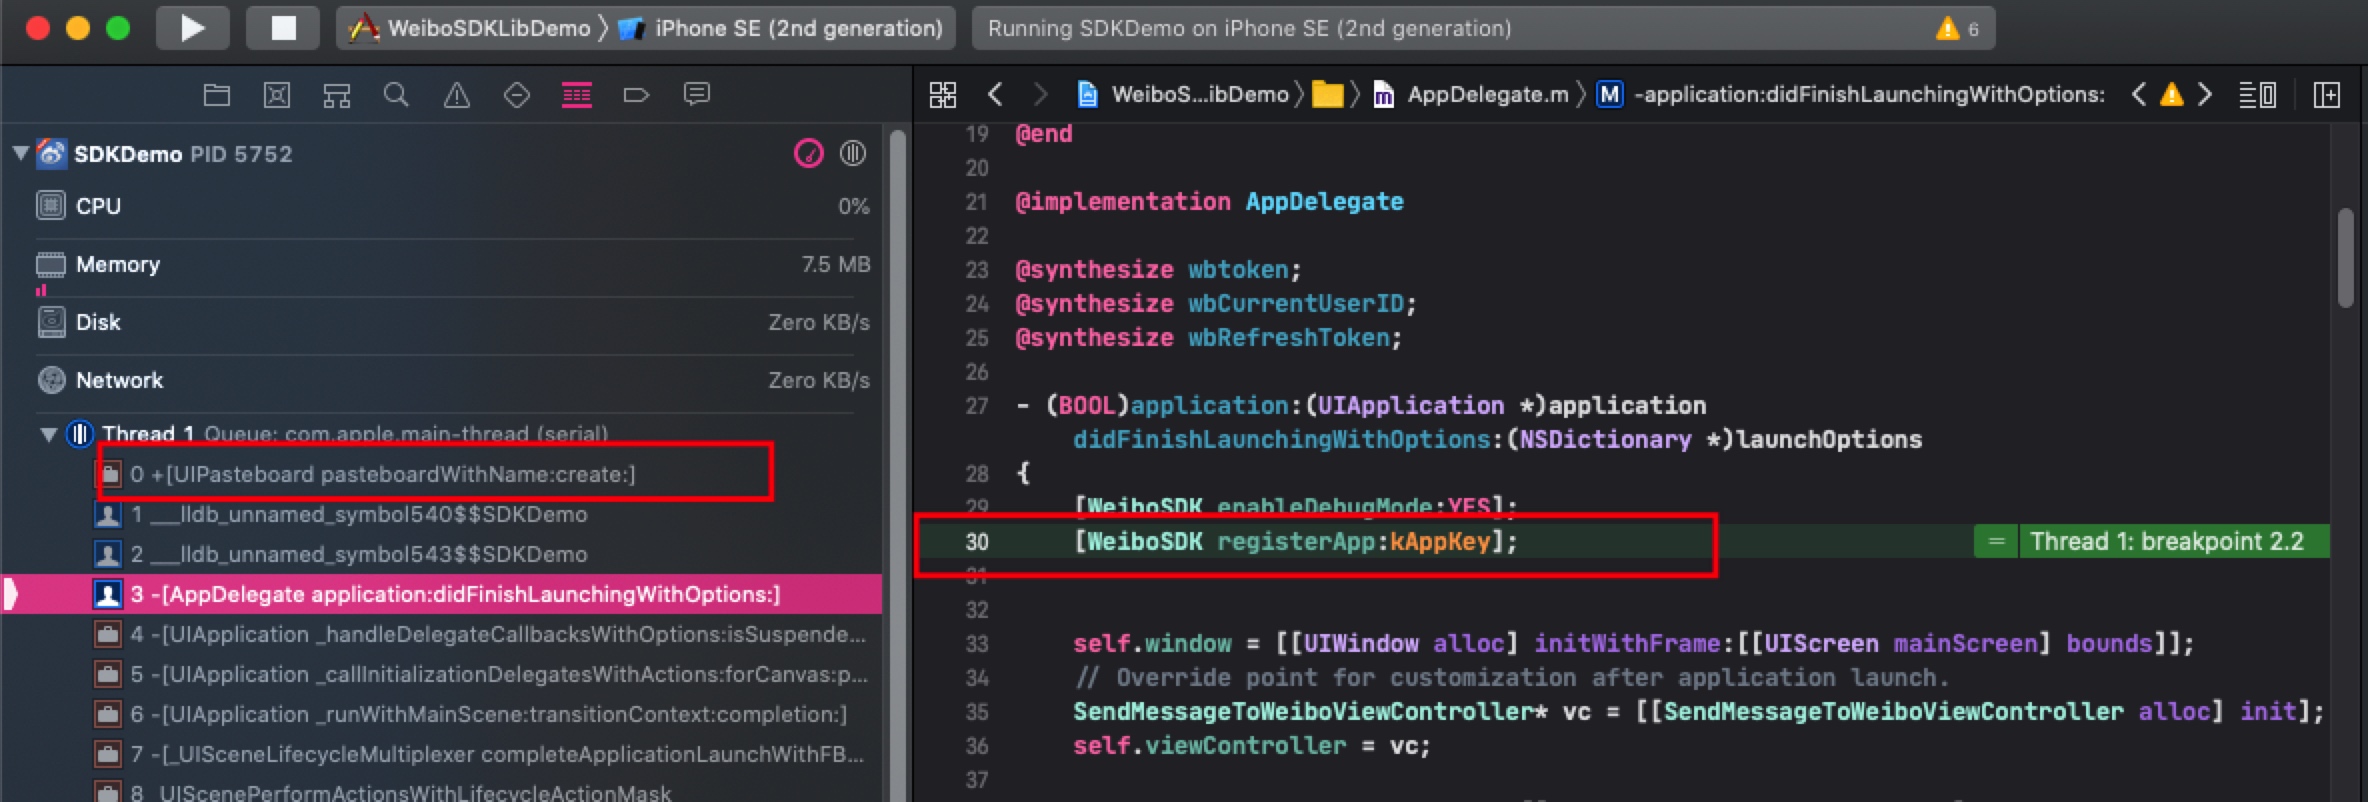 WeiboSDKLibDemo 〉 iPhone SE (2nd generation)
Running SDKDemo on iPhone SE (2nd generation)
6
SDKDemo PID 5752
CPU 0%
Memory 7.5 MB
Disk Zero KB/s
Network Zero KB/s
Thread 1 Queue: com.apple.main-thread (serial)
0 +[UIPasteboard pasteboardWithName:create:]
1 ___lldb_unnamed_symbol540$$SDKDemo
2 ___lldb_unnamed_symbol543$$SDKDemo
3 -[AppDelegate application:didFinishLaunchingWithOptions:]
4 -[UIApplication _handleDelegateCallbacksWithOptions:isSuspende...
5 -[UIApplication _callInitializationDelegatesWithActions:forCanvas:p...
6 -[UIApplication _runWithMainScene:transitionContext:completion:]
7 -[_UISceneLifecycleMultiplexer completeApplicationLaunchWithFB...
8 _UIScenePerformActionsWithLifecycleActionMask
WeiboS...ibDemo 〉 〉 m AppDelegate.m 〉 M -application:didFinishLaunchingWithOptions:
19 @end
20
21 @implementation AppDelegate
22
23 @synthesize wbtoken;
24 @synthesize wbCurrentUserID;
25 @synthesize wbRefreshToken;
26
27 - (BOOL)application:(UIApplication *)application
didFinishLaunchingWithOptions:(NSDictionary *)launchOptions
28 {
29 [WeiboSDK enableDebugMode:YES];
30 [WeiboSDK registerApp:kAppKey]; = Thread 1: breakpoint 2.2
31
32
33 self.window = [[UIWindow alloc] initWithFrame:[[UIScreen mainScreen] bounds]];
34 // Override point for customization after application launch.
35 SendMessageToWeiboViewController* vc = [[SendMessageToWeiboViewController alloc] init];
36 self.viewController = vc;
37